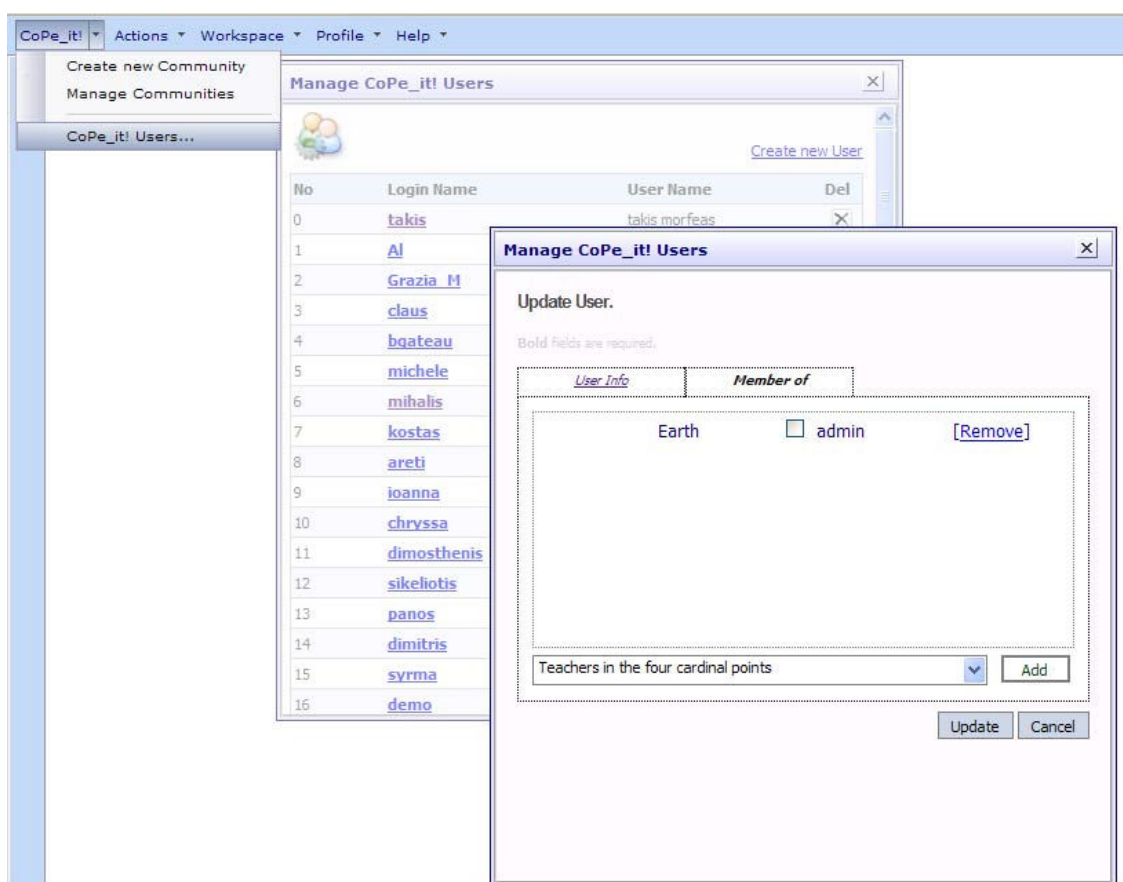 CoPe_it! Actions Workspace Profile Help
Create new Community
Manage Communities
CoPe_it! Users...
Manage CoPe_it! Users
Create new User
No Login Name User Name Del
0 takis takis morfeas
1 Al
2 Grazia_M
3 claus
4 bgateau
5 michele
6 mihalis
7 kostas
8 areti
9 ioanna
10 chryssa
11 dimosthenis
12 sikeliotis
13 panos
14 dimitris
15 syrma
16 demo
Manage CoPe_it! Users
Update User.
Bold fields are required.
User Info Member of
Earth admin [Remove]
Teachers in the four cardinal points Add
Update Cancel